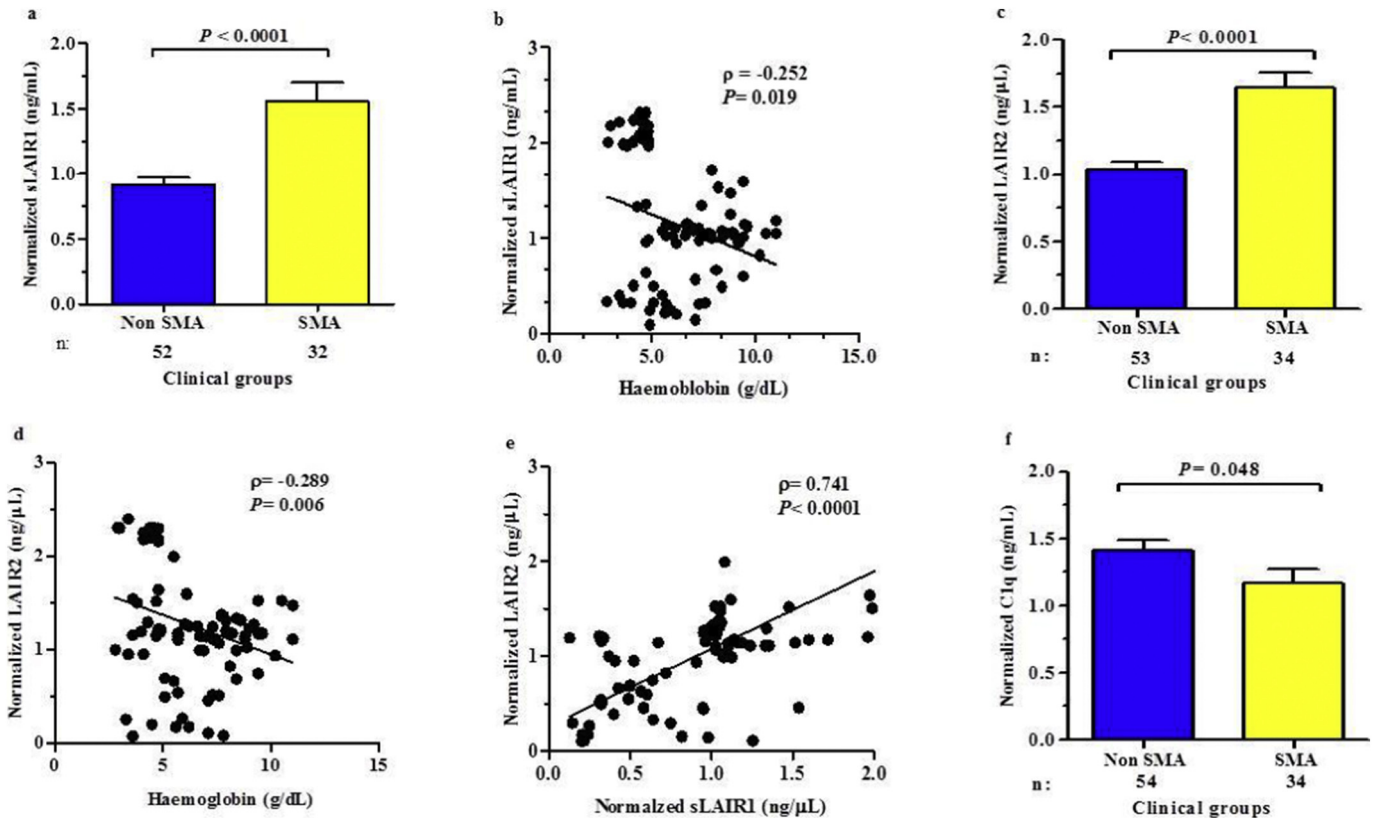 a
P < 0.0001
Normalized sLAIR1 (ng/mL)
2.0
1.5
1.0
0.5
0.0
Non SMA SMA
n: 52 32
Clinical groups
b
ρ = -0.252
P= 0.019
Normalized sLAIR1 (ng/mL)
3
2
1
0
0.0 5.0 10.0 15.0
Haemoblobin (g/dL)
c
P< 0.0001
Normalized LAIR2 (ng/µL)
2.0
1.5
1.0
0.5
0.0
Non SMA SMA
n: 53 34
Clinical groups
d
ρ= -0.289
P= 0.006
Normalized LAIR2 (ng/µL)
3
2
1
0
0 5 10 15
Haemoglobin (g/dL)
e
ρ= 0.741
P< 0.0001
Normalized LAIR2 (ng/µL)
3
2
1
0
0.0 0.5 1.0 1.5 2.0
Normalzed sLAIR1 (ng/µL)
f
P= 0.048
Normalized C1q (ng/mL)
2.0
1.5
1.0
0.5
0.0
Non SMA SMA
n: 54 34
Clinical groups